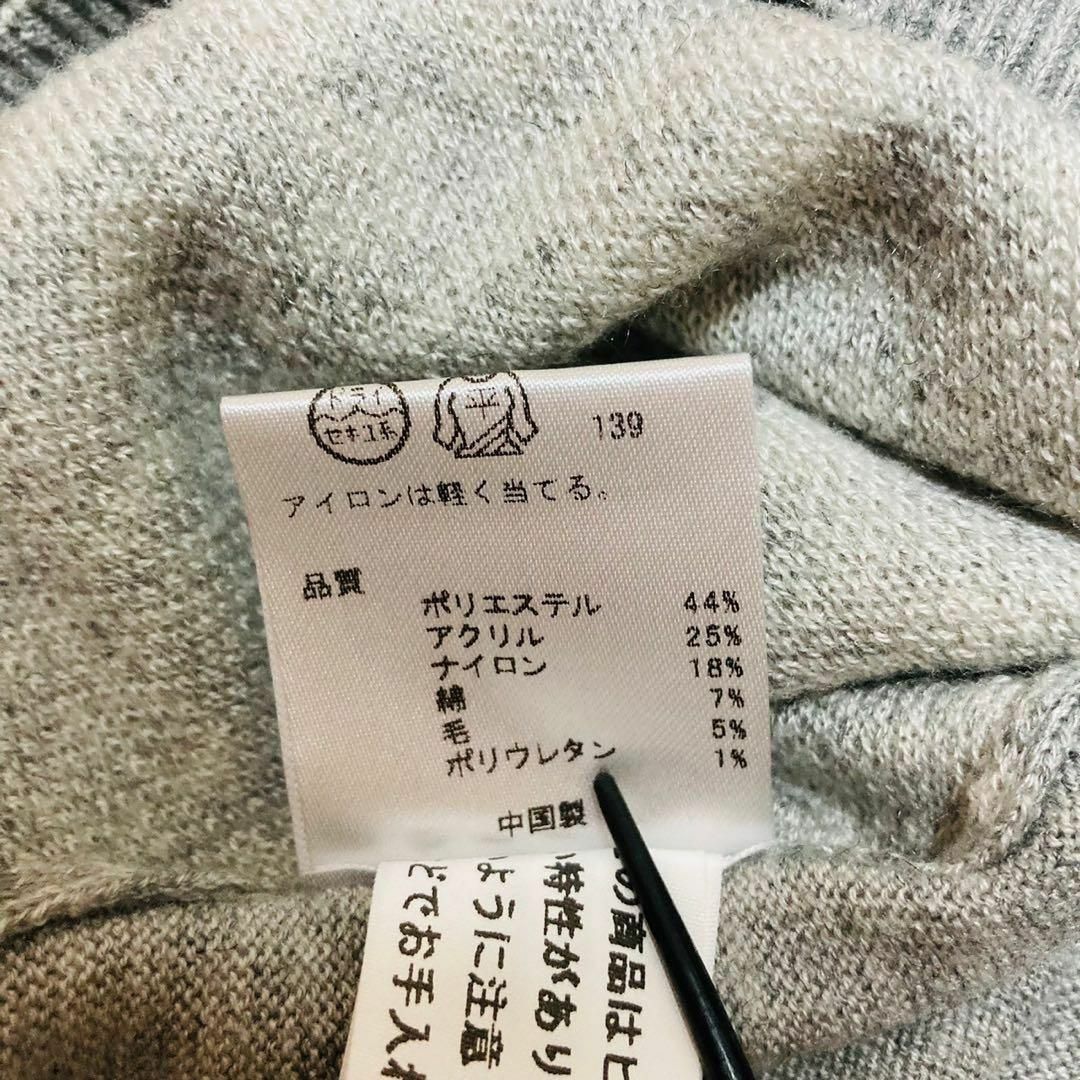 ドライ
セキユ系
平
139
アイロンは軽く当てる。
品質
ポリエステル 44%
アクリル 25%
ナイロン 18%
綿 7%
毛 5%
ポリウレタン 1%
中国製
の商品はピ
い特性があり
ように注意
どでお手入れ